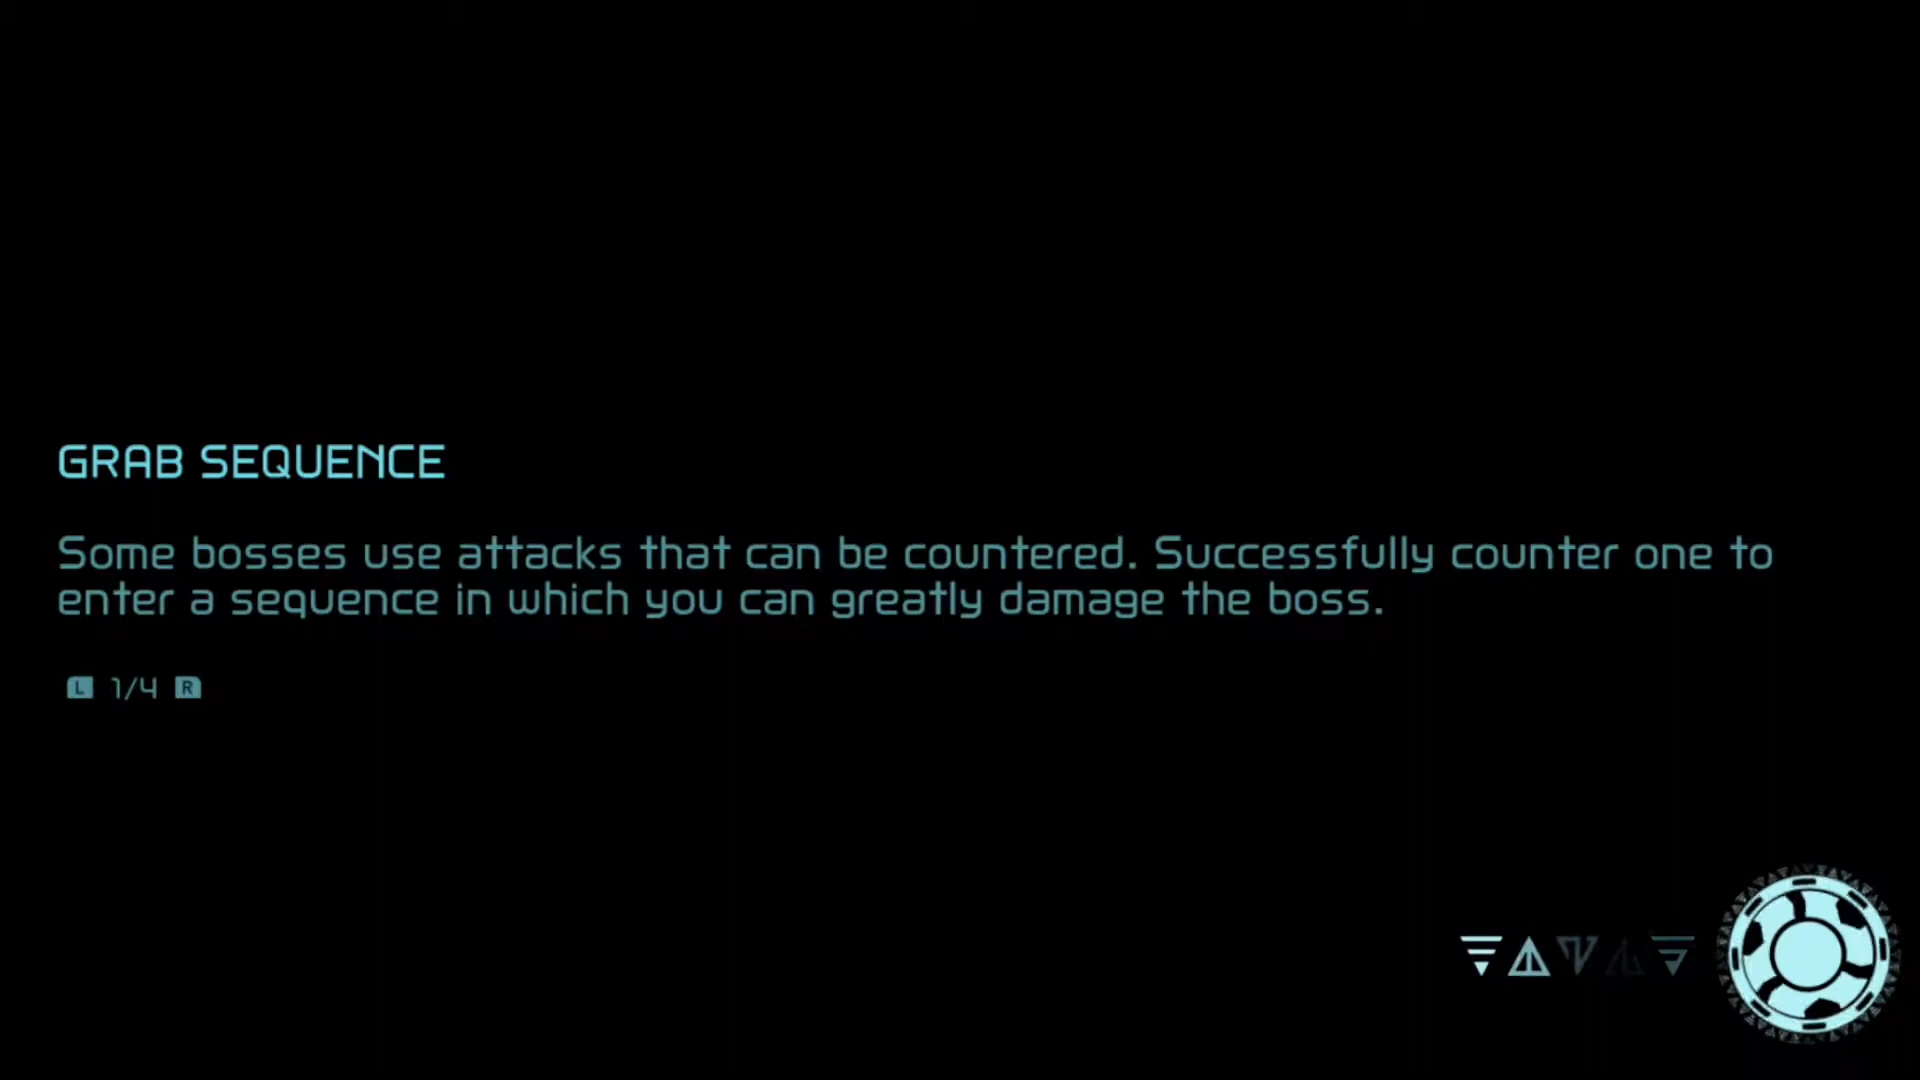 GRAB SEQUENCE
Some bosses use attacks that can be countered. Successfully counter one to
enter a sequence in which you can greatly damage the boss.
L 1/4 R